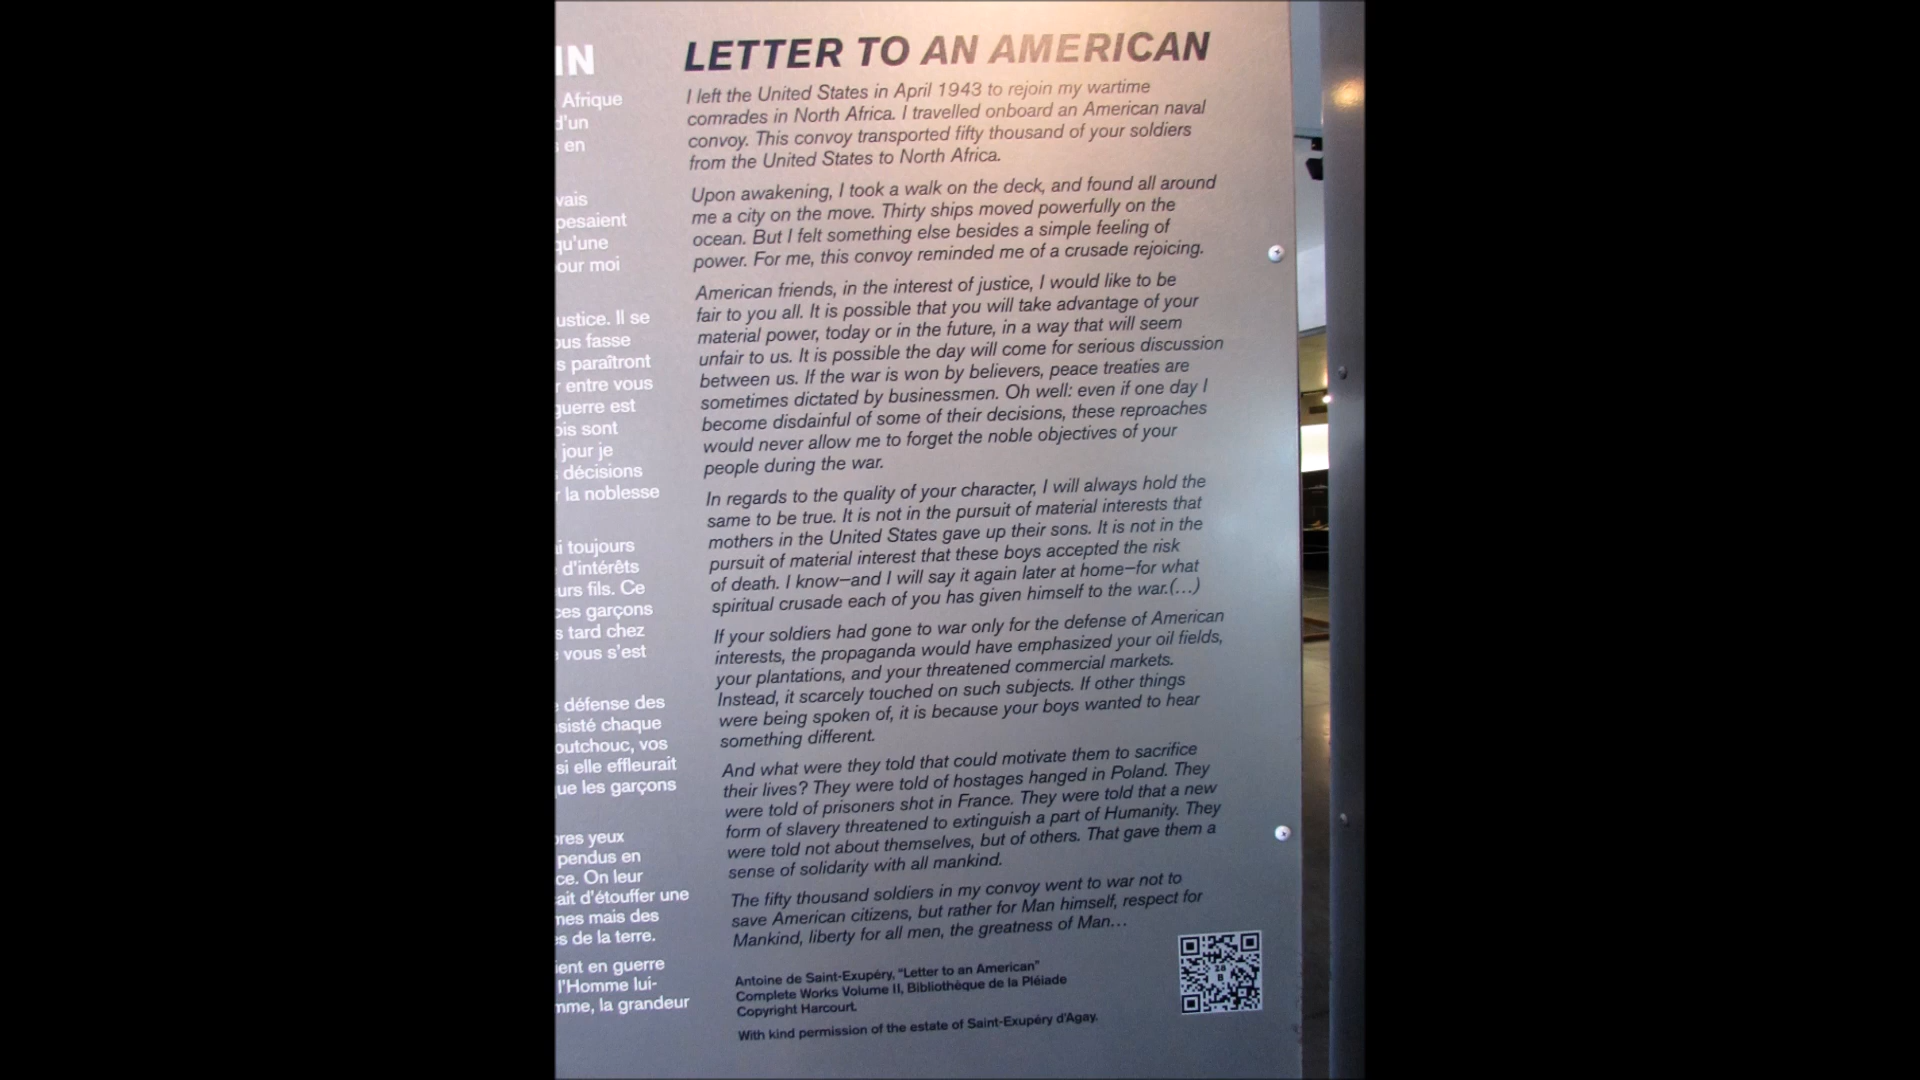 IN
Afrique
d'un
en
vais
pesaient
qu'une
our moi
ustice. Il se
ous fasse
s paraîtront
r entre vous
guerre est
ois sont
jour je
décisions
r la noblesse
i toujours
d'intérêts
urs fils. Ce
ces garçons
s tard chez
vous s'est
défense des
sisté chaque
outchouc, vos
si elle effleurait
ue les garçons
pres yeux
pendus en
ce. On leur
ait d'étouffer une
mes mais des
s de la terre.
ient en guerre
l'Homme lui-
mme, la grandeur
LETTER TO AN AMERICAN
I left the United States in April 1943 to rejoin my wartime
comrades in North Africa. I travelled onboard an American naval
convoy. This convoy transported fifty thousand of your soldiers
from the United States to North Africa.
Upon awakening, I took a walk on the deck, and found all around
me a city on the move. Thirty ships moved powerfully on the
ocean. But I felt something else besides a simple feeling of
power. For me, this convoy reminded me of a crusade rejoicing.
American friends, in the interest of justice, I would like to be
fair to you all. It is possible that you will take advantage of your
material power, today or in the future, in a way that will seem
unfair to us. It is possible the day will come for serious discussion
between us. If the war is won by believers, peace treaties are
sometimes dictated by businessmen. Oh well: even if one day I
become disdainful of some of their decisions, these reproaches
would never allow me to forget the noble objectives of your
people during the war.
In regards to the quality of your character, I will always hold the
same to be true. It is not in the pursuit of material interests that
mothers in the United States gave up their sons. It is not in the
pursuit of material interest that these boys accepted the risk
of death. I know–and I will say it again later at home–for what
spiritual crusade each of you has given himself to the war.(…)
If your soldiers had gone to war only for the defense of American
interests, the propaganda would have emphasized your oil fields,
your plantations, and your threatened commercial markets.
Instead, it scarcely touched on such subjects. If other things
were being spoken of, it is because your boys wanted to hear
something different.
And what were they told that could motivate them to sacrifice
their lives? They were told of hostages hanged in Poland. They
were told of prisoners shot in France. They were told that a new
form of slavery threatened to extinguish a part of Humanity. They
were told not about themselves, but of others. That gave them a
sense of solidarity with all mankind.
The fifty thousand soldiers in my convoy went to war not to
save American citizens, but rather for Man himself, respect for
Mankind, liberty for all men, the greatness of Man…
Antoine de Saint-Exupéry, "Letter to an American"
Complete Works Volume II, Bibliothèque de la Pléiade
Copyright Harcourt.
With kind permission of the estate of Saint-Exupéry d'Agay.